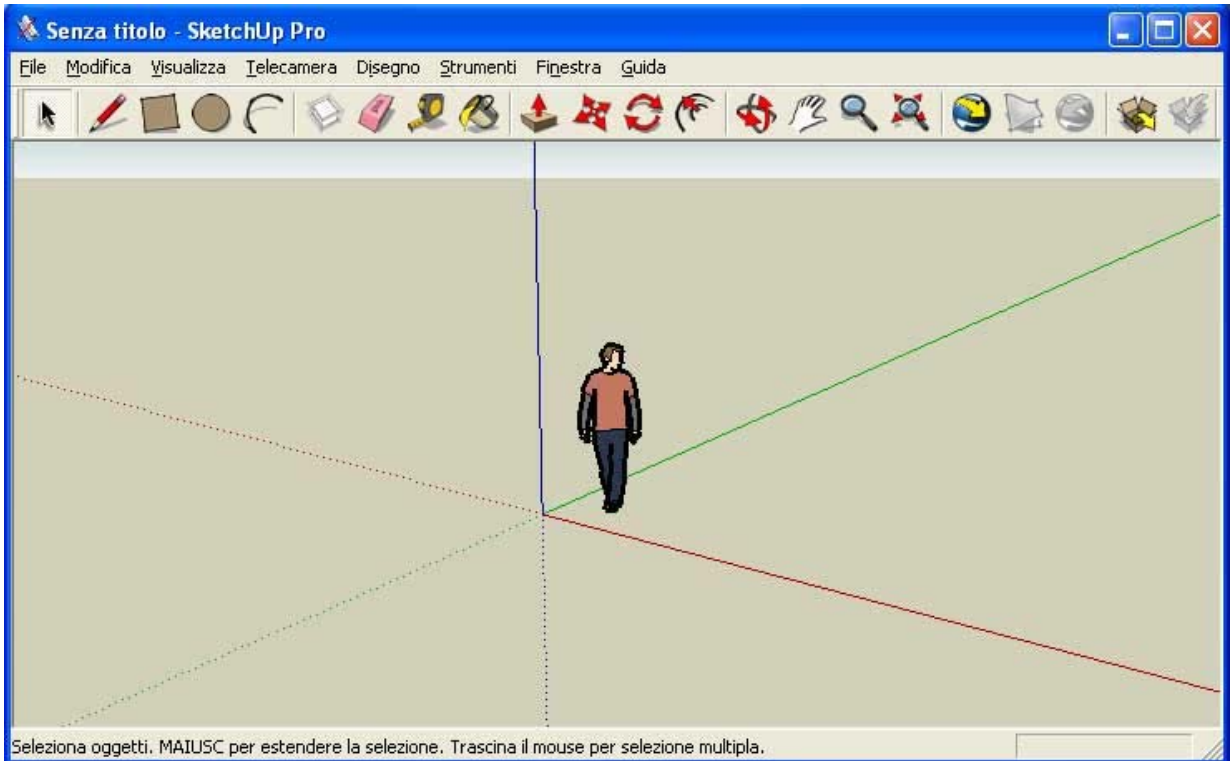 Senza titolo - SketchUp Pro
File Modifica Visualizza Telecamera Disegno Strumenti Finestra Guida
Seleziona oggetti. MAIUSC per estendere la selezione. Trascina il mouse per selezione multipla.